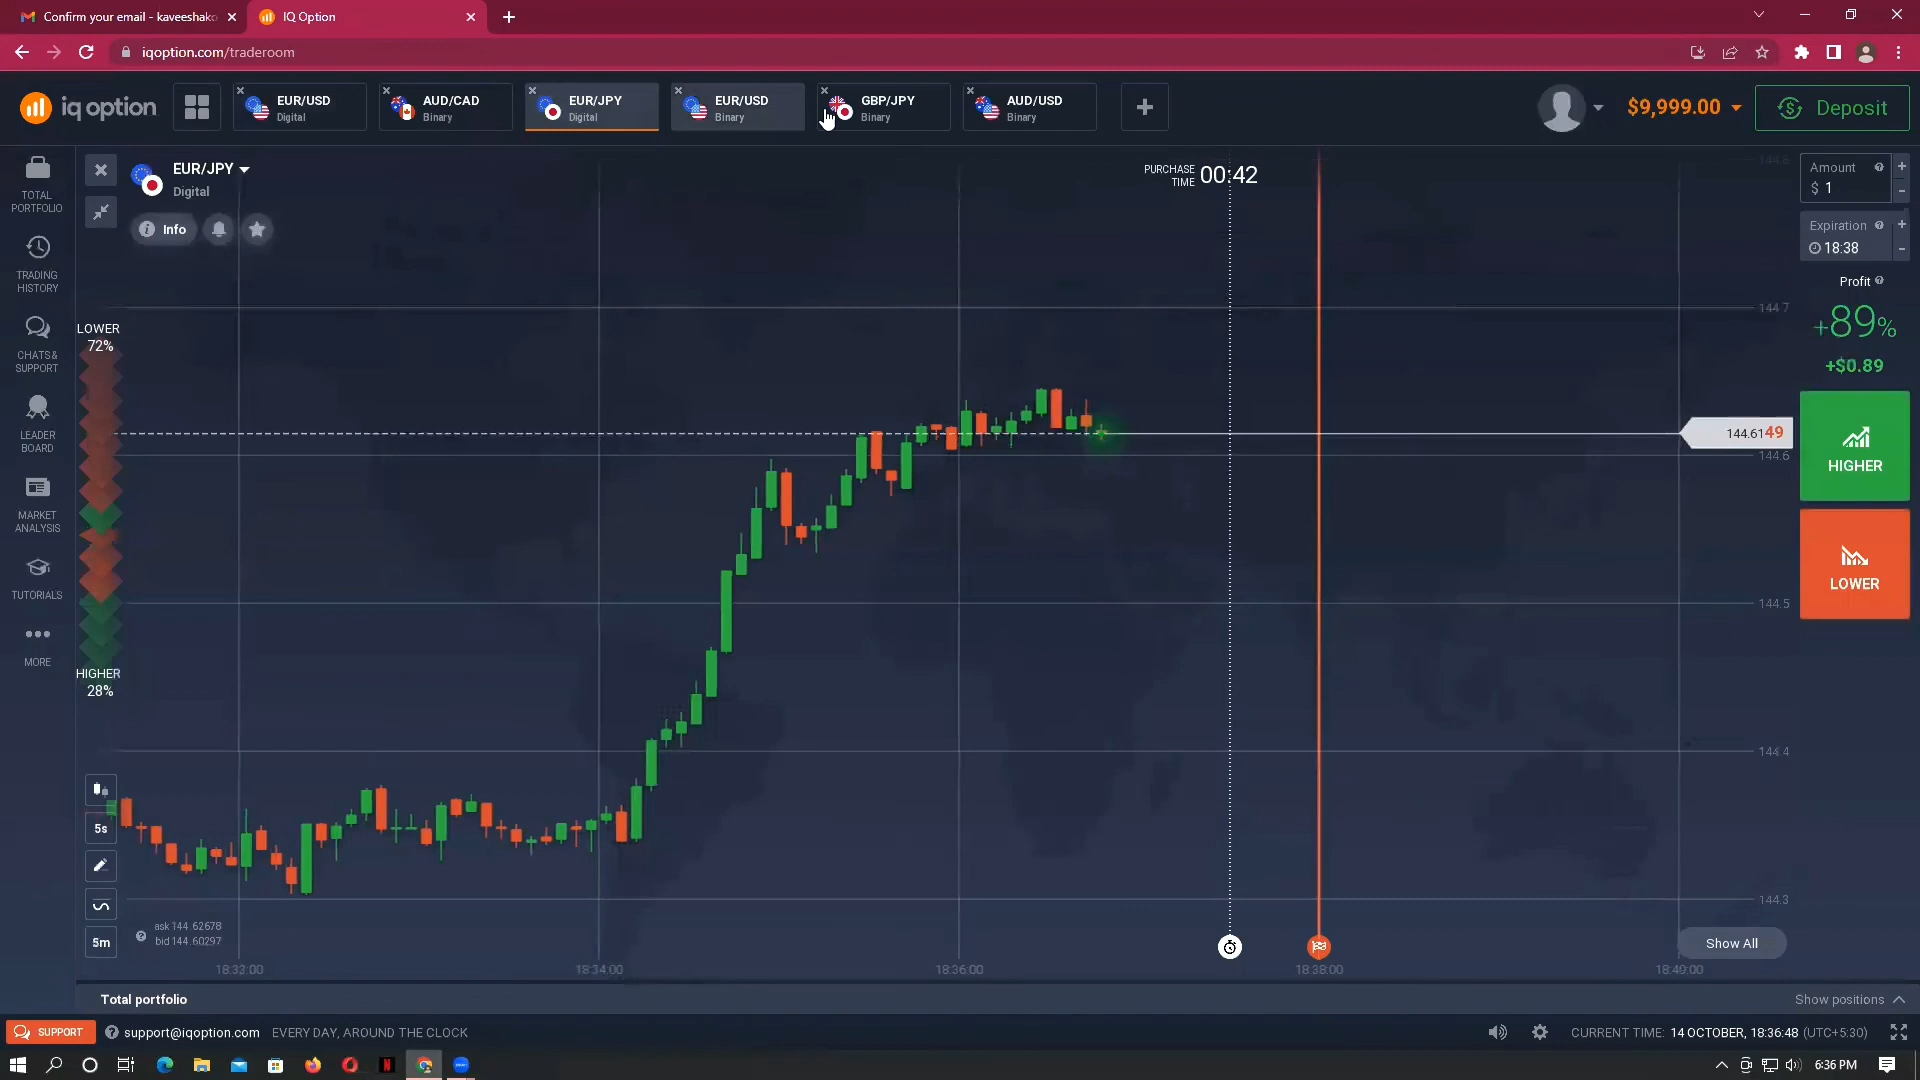 Confirm your email - kaveeshako
IQ Option
iqoption.com/traderoom
iq option
EUR/USD
Digital
AUD/CAD
Binary
EUR/JPY
Digital
EUR/USD
Binary
GBP/JPY
Binary
AUD/USD
Binary
$9,999.00
Deposit
TOTAL
PORTFOLIO
TRADING
HISTORY
CHATS &
SUPPORT
LEADER
BOARD
MARKET
ANALYSIS
TUTORIALS
MORE
EUR/JPY
Digital
Info
LOWER
72%
HIGHER
28%
5s
5m
ask 144.62678
bid 144.60297
PURCHASE
TIME
00:42
144.8
144.7
144.6149
144.6
144.5
144.4
144.3
18:32:00
18:34:00
18:36:00
18:38:00
18:40:00
Show All
Amount
$ 1
Expiration
18:38
Profit
+89%
+$0.89
HIGHER
LOWER
Total portfolio
Show positions
SUPPORT
support@iqoption.com
EVERY DAY, AROUND THE CLOCK
CURRENT TIME: 14 OCTOBER, 18:36:48 (UTC+5:30)
6:36 PM